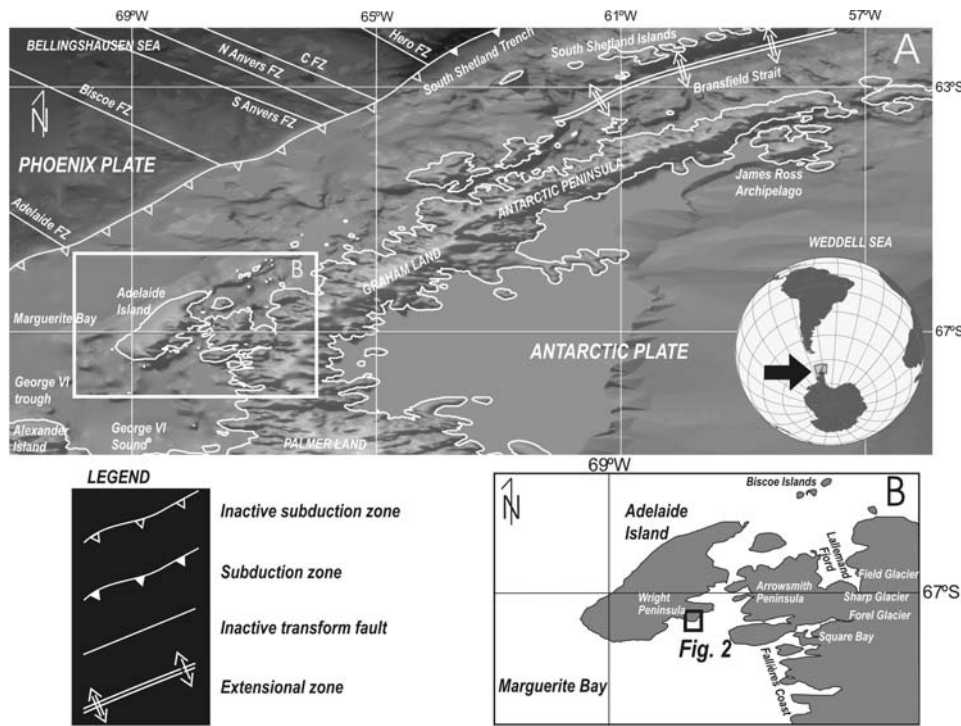 69ºW
65ºW
61ºW
57ºW
BELLINGSHAUSEN SEA
N Anvers FZ
C FZ
Hero FZ
South Shetland Trench
South Shetland Islands
A
Bransfield Strait
63ºS
Biscoe FZ
S Anvers FZ
N
PHOENIX PLATE
ANTARCTIC PENINSULA
James Ross
Archipelago
Adelaide FZ
GRAHAM LAND
WEDDELL SEA
B
Adelaide
Island
Marguerite Bay
67ºS
ANTARCTIC PLATE
George VI
trough
Alexander
Island
George VI
Sound
PALMER LAND
LEGEND
Inactive subduction zone
Subduction zone
Inactive transform fault
Extensional zone
69ºW
B
N
Biscoe Islands
Adelaide
Island
Lallemand
Fjord
Field Glacier
Wright
Peninsula
Arrowsmith
Peninsula
Sharp Glacier
67ºS
Forel Glacier
Fig. 2
Square Bay
Fallières Coast
Marguerite Bay